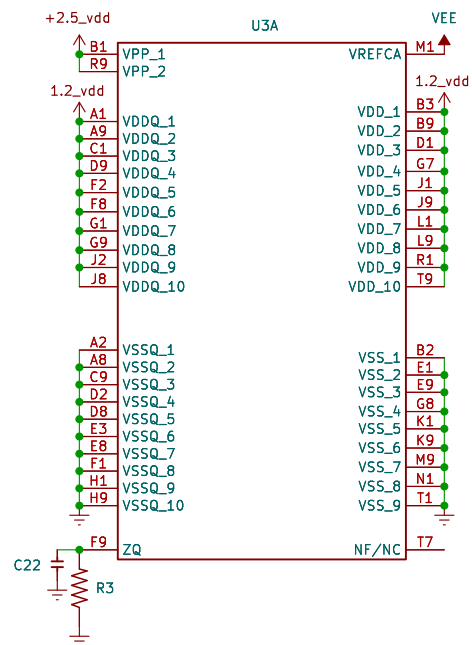 +2.5_vdd
U3A
VEE
B1 VPP_1 VREFCA M1
R9 VPP_2
1.2_vdd 1.2_vdd
VDD_1 B3
A1 VDDQ_1
A9 VDDQ_2 VDD_2 B9
C1 VDDQ_3 VDD_3 D1
D9 VDDQ_4 VDD_4 G7
F2 VDDQ_5 VDD_5 J1
F8 VDDQ_6 VDD_6 J9
G1 VDDQ_7 VDD_7 L1
G9 VDDQ_8 VDD_8 L9
J2 VDDQ_9 VDD_9 R1
J8 VDDQ_10 VDD_10 T9
A2 VSSQ_1 VSS_1 B2
A8 VSSQ_2 VSS_2 E1
C9 VSSQ_3 VSS_3 E9
D2 VSSQ_4 VSS_4 G8
D8 VSSQ_5 VSS_5 K1
E3 VSSQ_6 VSS_6 K9
E8 VSSQ_7
F1 VSSQ_8 VSS_7 M9
H1 VSSQ_9 VSS_8 N1
H9 VSSQ_10 VSS_9 T1
F9 ZQ NF/NC T7
C22
R3